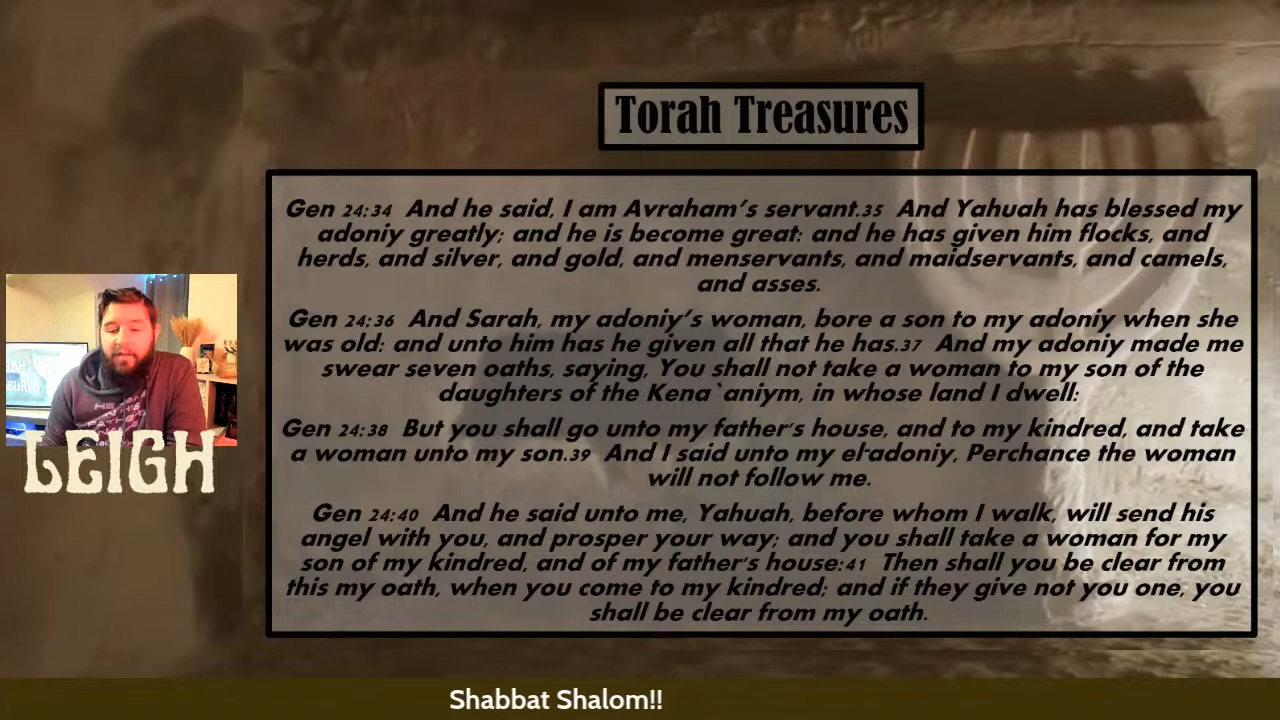 Torah Treasures
Gen 24:34 And he said, I am Avraham's servant.35 And Yahuah has blessed my
adoniy greatly; and he is become great: and he has given him flocks, and
herds, and silver, and gold, and menservants, and maidservants, and camels,
and asses.
Gen 24:36 And Sarah, my adoniy's woman, bore a son to my adoniy when she
was old: and unto him has he given all that he has.37 And my adoniy made me
swear seven oaths, saying, You shall not take a woman to my son of the
daughters of the Kena`aniym, in whose land I dwell:
Gen 24:38 But you shall go unto my father's house, and to my kindred, and take
a woman unto my son.39 And I said unto my el-adoniy, Perchance the woman
will not follow me.
Gen 24:40 And he said unto me, Yahuah, before whom I walk, will send his
angel with you, and prosper your way; and you shall take a woman for my
son of my kindred, and of my father's house:41 Then shall you be clear from
this my oath, when you come to my kindred; and if they give not you one, you
shall be clear from my oath.
LEIGH
Shabbat Shalom!!